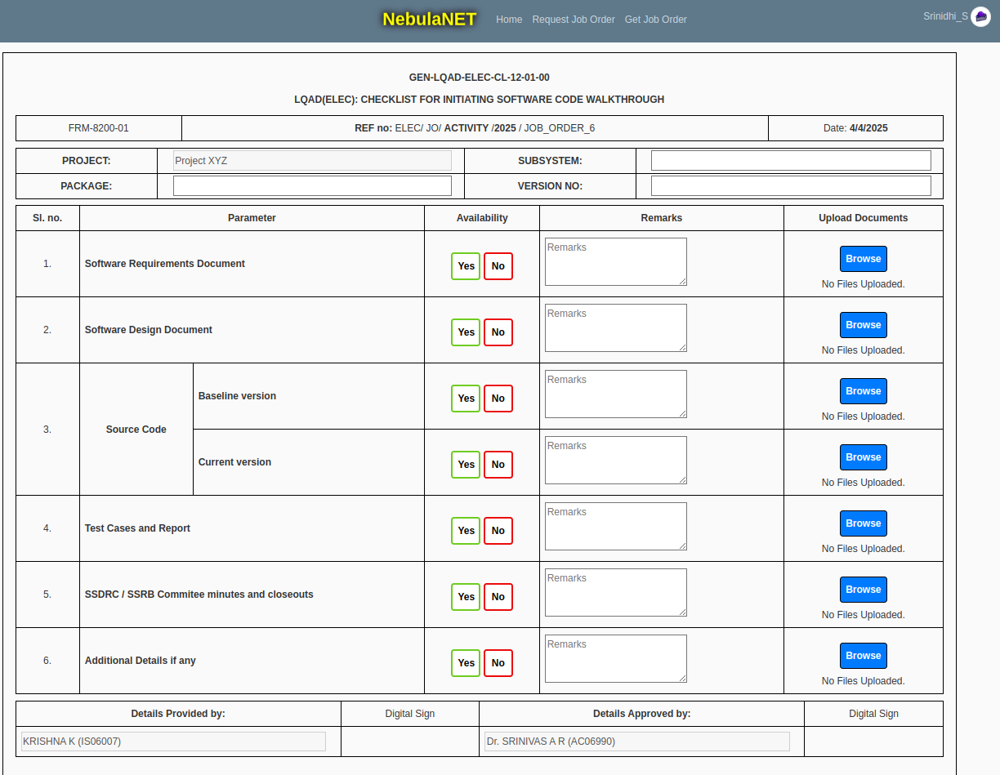 NebulaNET Home Request Job Order Get Job Order Srinidhi_S
GEN-LQAD-ELEC-CL-12-01-00
LQAD(ELEC): CHECKLIST FOR INITIATING SOFTWARE CODE WALKTHROUGH
FRM-8200-01 REF no: ELEC/ JO/ ACTIVITY /2025 / JOB_ORDER_6 Date: 4/4/2025
PROJECT: Project XYZ SUBSYSTEM:
PACKAGE: VERSION NO:
Sl. no. Parameter Availability Remarks Upload Documents
1. Software Requirements Document Yes No Remarks Browse
No Files Uploaded.
2. Software Design Document Yes No Remarks Browse
No Files Uploaded.
3. Source Code Baseline version Yes No Remarks Browse
No Files Uploaded.
Current version Yes No Remarks Browse
No Files Uploaded.
4. Test Cases and Report Yes No Remarks Browse
No Files Uploaded.
5. SSDRC / SSRB Commitee minutes and closeouts Yes No Remarks Browse
No Files Uploaded.
6. Additional Details if any Yes No Remarks Browse
No Files Uploaded.
Details Provided by: Digital Sign Details Approved by: Digital Sign
KRISHNA K (IS06007) Dr. SRINIVAS A R (AC06990)